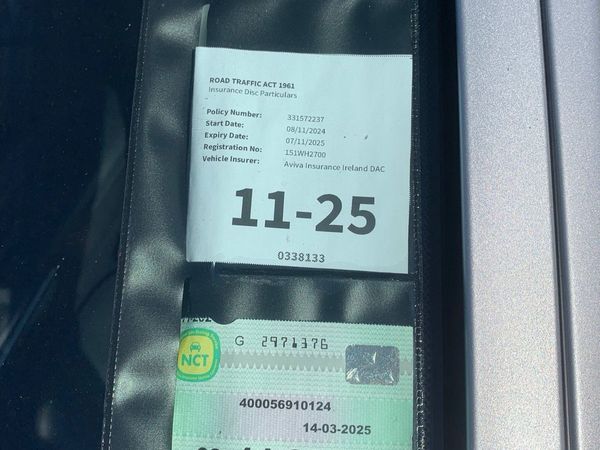 ROAD TRAFFIC ACT 1961
Insurance Disc Particulars
Policy Number: 331572237
Start Date: 08/11/2024
Expiry Date: 07/11/2025
Registration No: 151WH2700
Vehicle Insurer: Aviva Insurance Ireland DAC
11-25
0338133
G 2971376
NCT
400056910124
14-03-2025